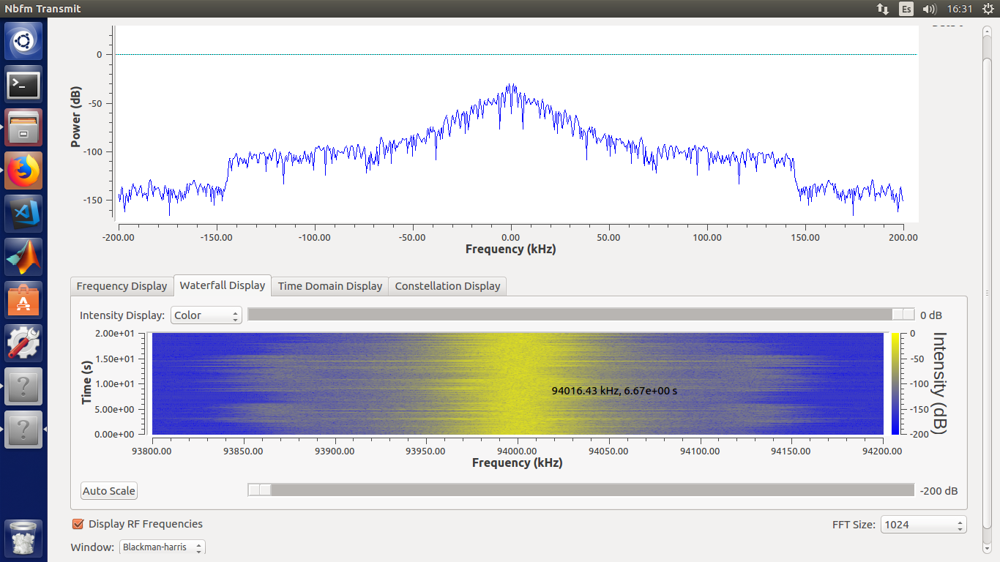 Nbfm Transmit
Es
16:31
0
-50
-100
-150
Power (dB)
-200.00 -150.00 -100.00 -50.00 0.00 50.00 100.00 150.00 200.00
Frequency (kHz)
Frequency Display Waterfall Display Time Domain Display Constellation Display
Intensity Display: Color 0 dB
2.00e+01
1.50e+01
1.00e+01
5.00e+00
0.00e+00
Time (s)
94016.43 kHz, 6.67e+00 s
0
-50
-100
-150
-200
Intensity (dB)
93800.00 93850.00 93900.00 93950.00 94000.00 94050.00 94100.00 94150.00 94200.00
Frequency (kHz)
Auto Scale -200 dB
Display RF Frequencies
FFT Size: 1024
Window: Blackman-harris